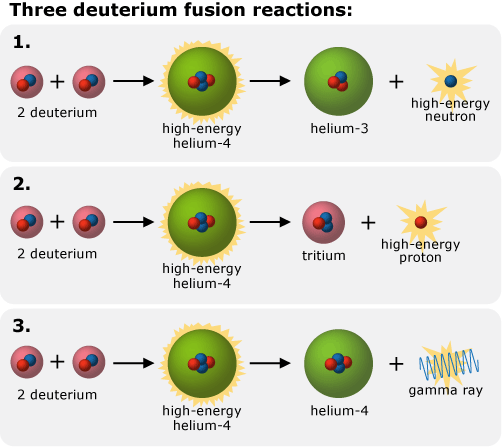 Three deuterium fusion reactions:
1.
+
+
2 deuterium
high-energy
helium-4
helium-3
high-energy
neutron
2.
+
+
2 deuterium
high-energy
helium-4
tritium
high-energy
proton
3.
+
+
2 deuterium
high-energy
helium-4
helium-4
gamma ray